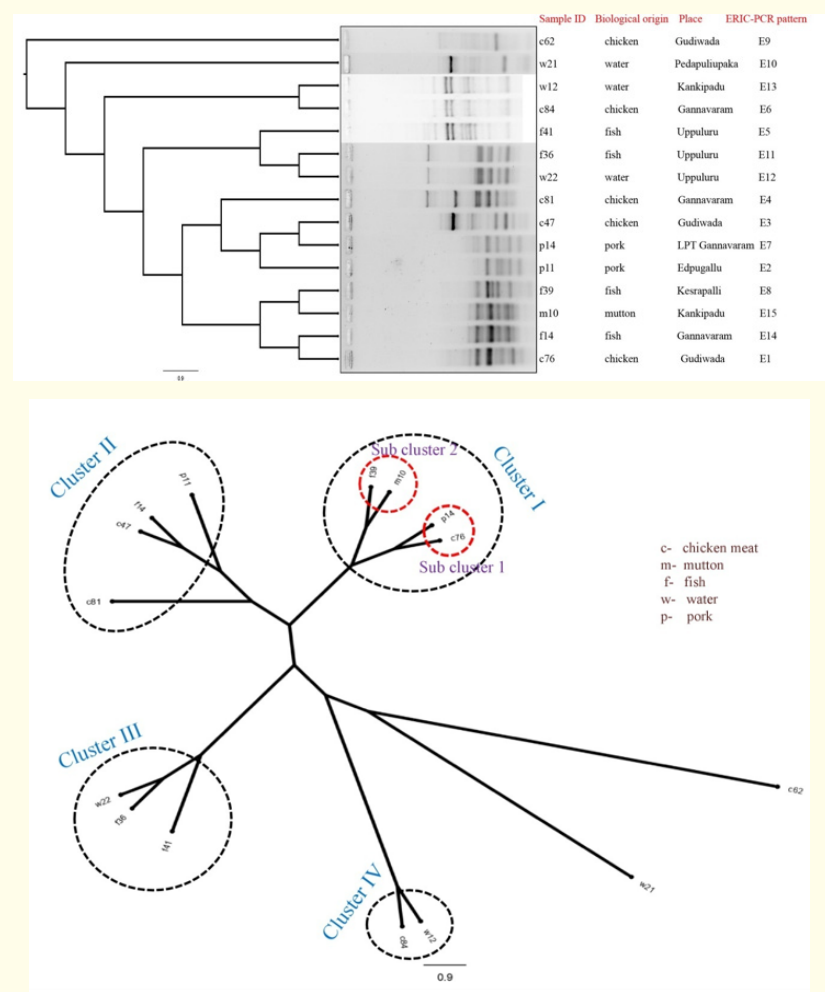 Sample ID Biological origin Place ERIC-PCR pattern
c62 chicken Gudiwada E9
w21 water Pedapuliupaka E10
w12 water Kankipadu E13
c84 chicken Gannavaram E6
f41 fish Uppuluru E5
f36 fish Uppuluru E11
w22 water Uppuluru E12
c81 chicken Gannavaram E4
c47 chicken Gudiwada E3
p14 pork LPT Gannavaram E7
p11 pork Edpugallu E2
f39 fish Kesrapalli E8
m10 mutton Kankipadu E15
f14 fish Gannavaram E14
c76 chicken Gudiwada E1
Cluster II
p11
f14
c47
c81
Sub cluster 2
f39
m10
Cluster I
p14
c76
Sub cluster 1
c- chicken meat
m- mutton
f- fish
w- water
p- pork
Cluster III
w22
f36
f41
c62
w21
Cluster IV
c84
w12
0.9